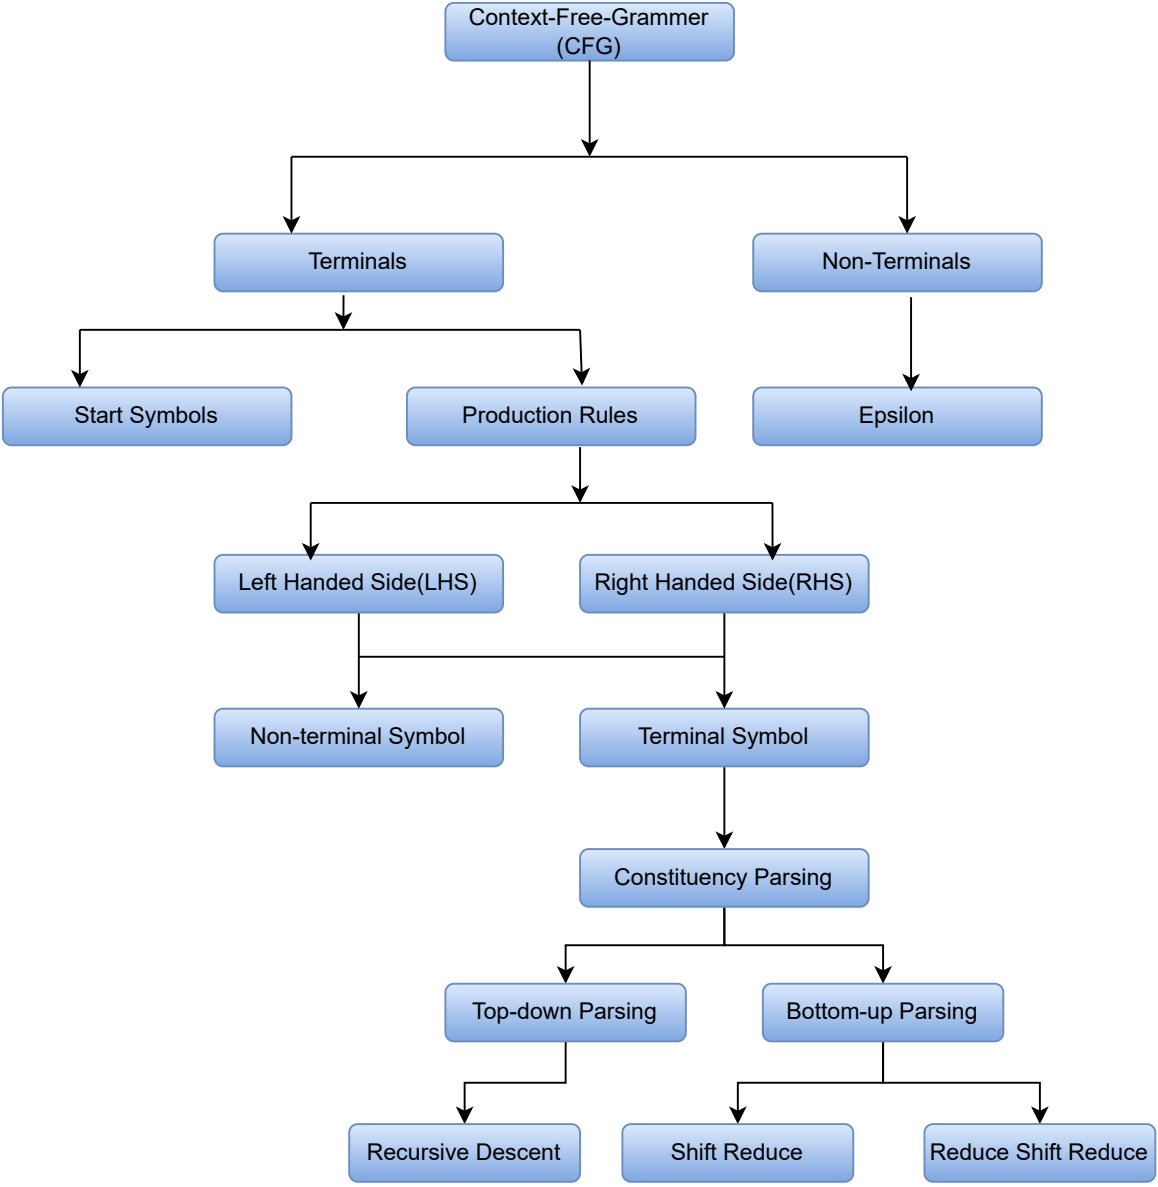 Context-Free-Grammer
(CFG)
Terminals
Non-Terminals
Start Symbols
Production Rules
Epsilon
Left Handed Side(LHS)
Right Handed Side(RHS)
Non-terminal Symbol
Terminal Symbol
Constituency Parsing
Top-down Parsing
Bottom-up Parsing
Recursive Descent
Shift Reduce
Reduce Shift Reduce